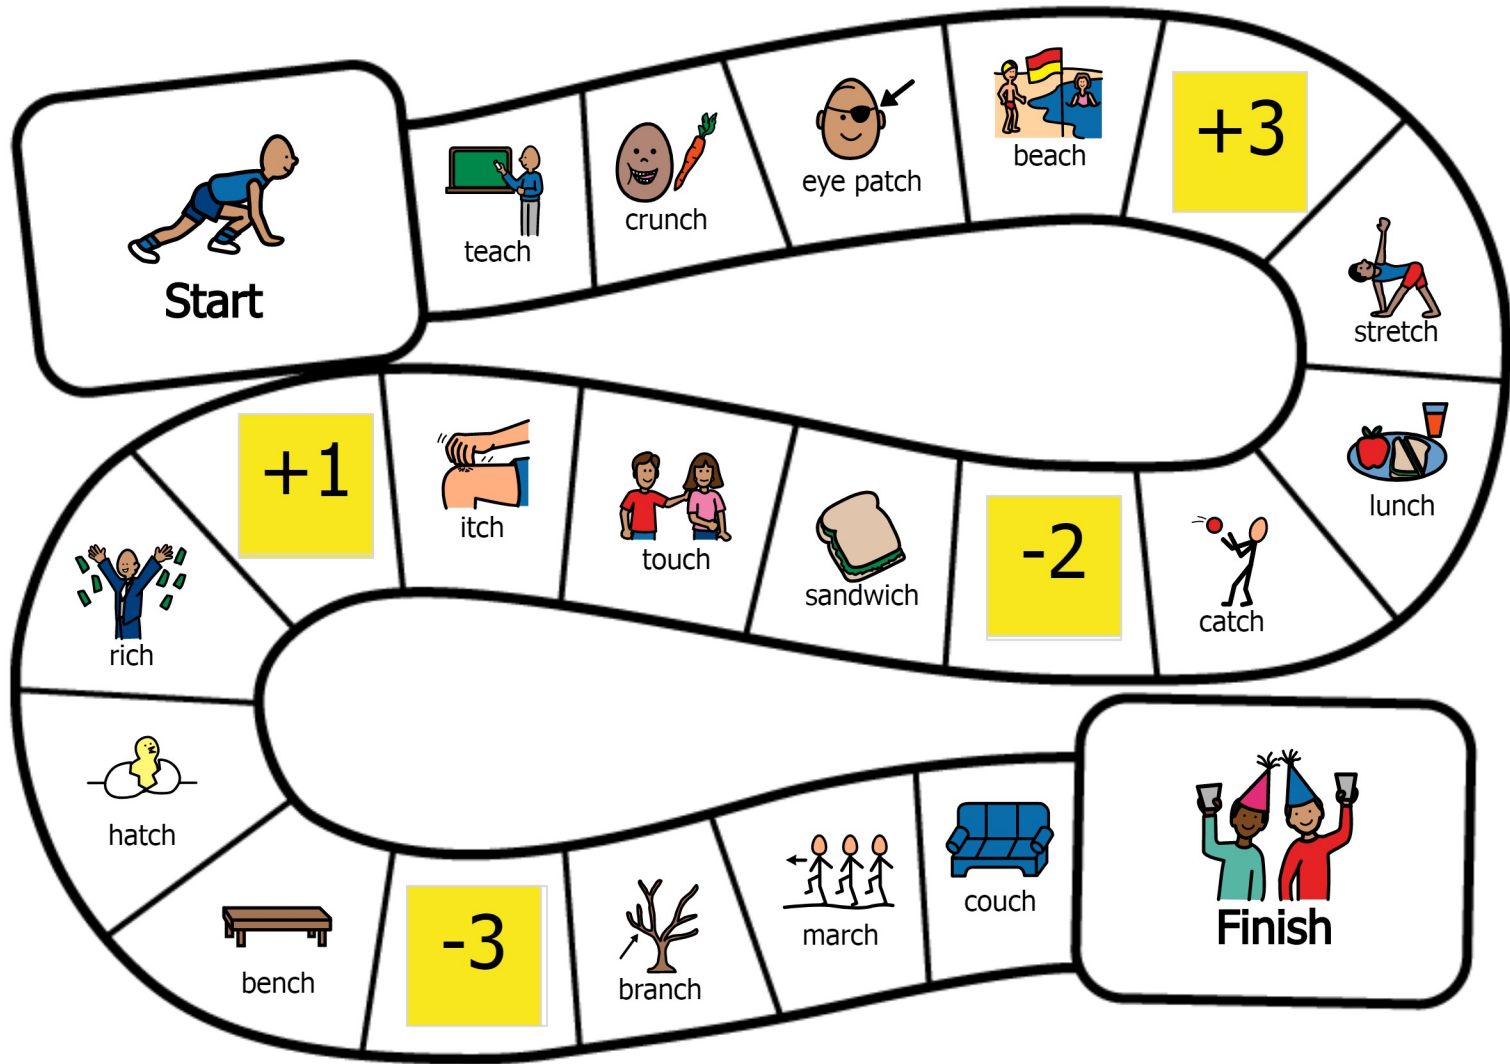 Start
teach
crunch
eye patch
beach
+3
stretch
lunch
catch
-2
sandwich
touch
itch
+1
rich
hatch
bench
-3
branch
march
couch
Finish